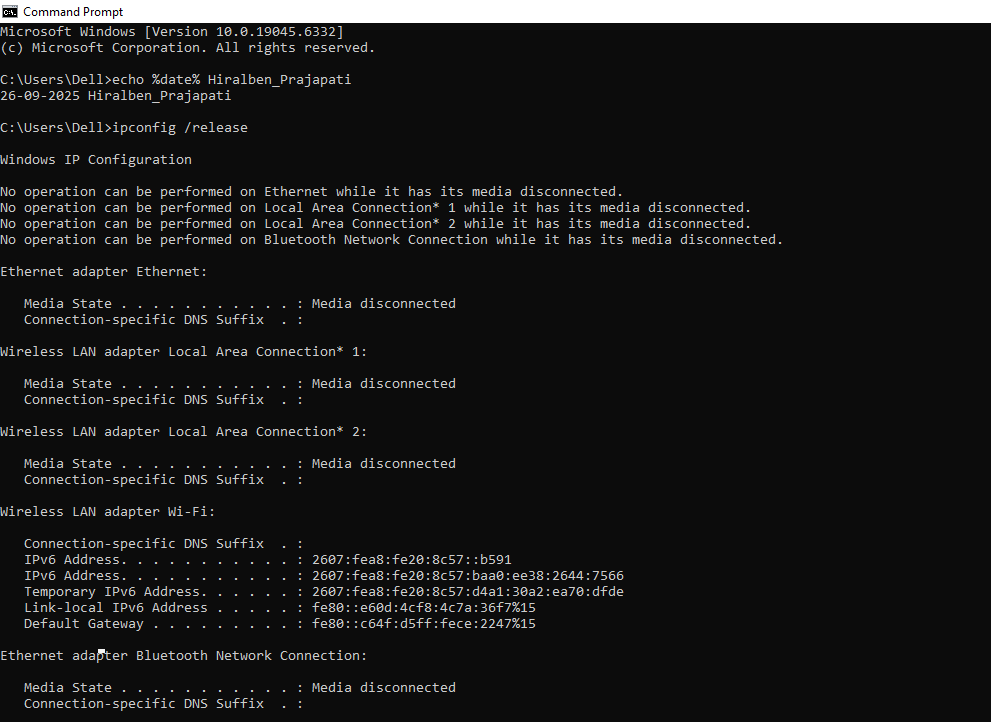 Command Prompt
Microsoft Windows [Version 10.0.19045.6332]
(c) Microsoft Corporation. All rights reserved.
C:\Users\Dell>echo %date% Hiralben_Prajapati
26-09-2025 Hiralben_Prajapati
C:\Users\Dell>ipconfig /release
Windows IP Configuration
No operation can be performed on Ethernet while it has its media disconnected.
No operation can be performed on Local Area Connection* 1 while it has its media disconnected.
No operation can be performed on Local Area Connection* 2 while it has its media disconnected.
No operation can be performed on Bluetooth Network Connection while it has its media disconnected.
Ethernet adapter Ethernet:
   Media State . . . . . . . . . . . : Media disconnected
   Connection-specific DNS Suffix  . :
Wireless LAN adapter Local Area Connection* 1:
   Media State . . . . . . . . . . . : Media disconnected
   Connection-specific DNS Suffix  . :
Wireless LAN adapter Local Area Connection* 2:
   Media State . . . . . . . . . . . : Media disconnected
   Connection-specific DNS Suffix  . :
Wireless LAN adapter Wi-Fi:
   Connection-specific DNS Suffix  . :
   IPv6 Address. . . . . . . . . . . : 2607:fea8:fe20:8c57::b591
   IPv6 Address. . . . . . . . . . . : 2607:fea8:fe20:8c57:baa0:ee38:2644:7566
   Temporary IPv6 Address. . . . . . : 2607:fea8:fe20:8c57:d4a1:30a2:ea70:dfde
   Link-local IPv6 Address . . . . . : fe80::e60d:4cf8:4c7a:36f7%15
   Default Gateway . . . . . . . . . : fe80::c64f:d5ff:fece:2247%15
Ethernet adapter Bluetooth Network Connection:
   Media State . . . . . . . . . . . : Media disconnected
   Connection-specific DNS Suffix  . :